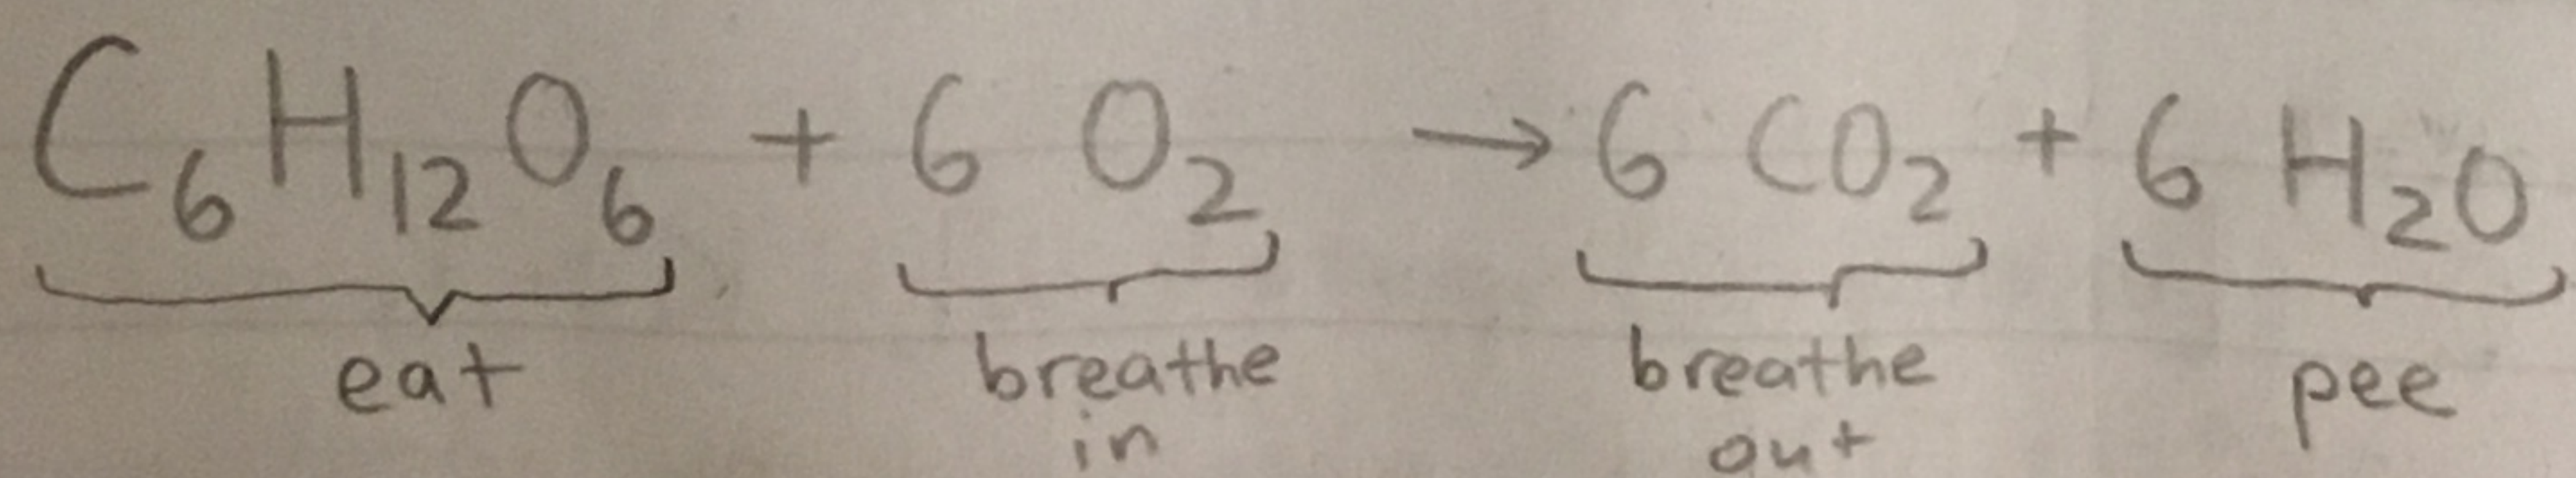 C₆H₁₂O₆ + 6 O₂ → 6 CO₂ + 6 H₂O
eat breathe breathe pee
in out